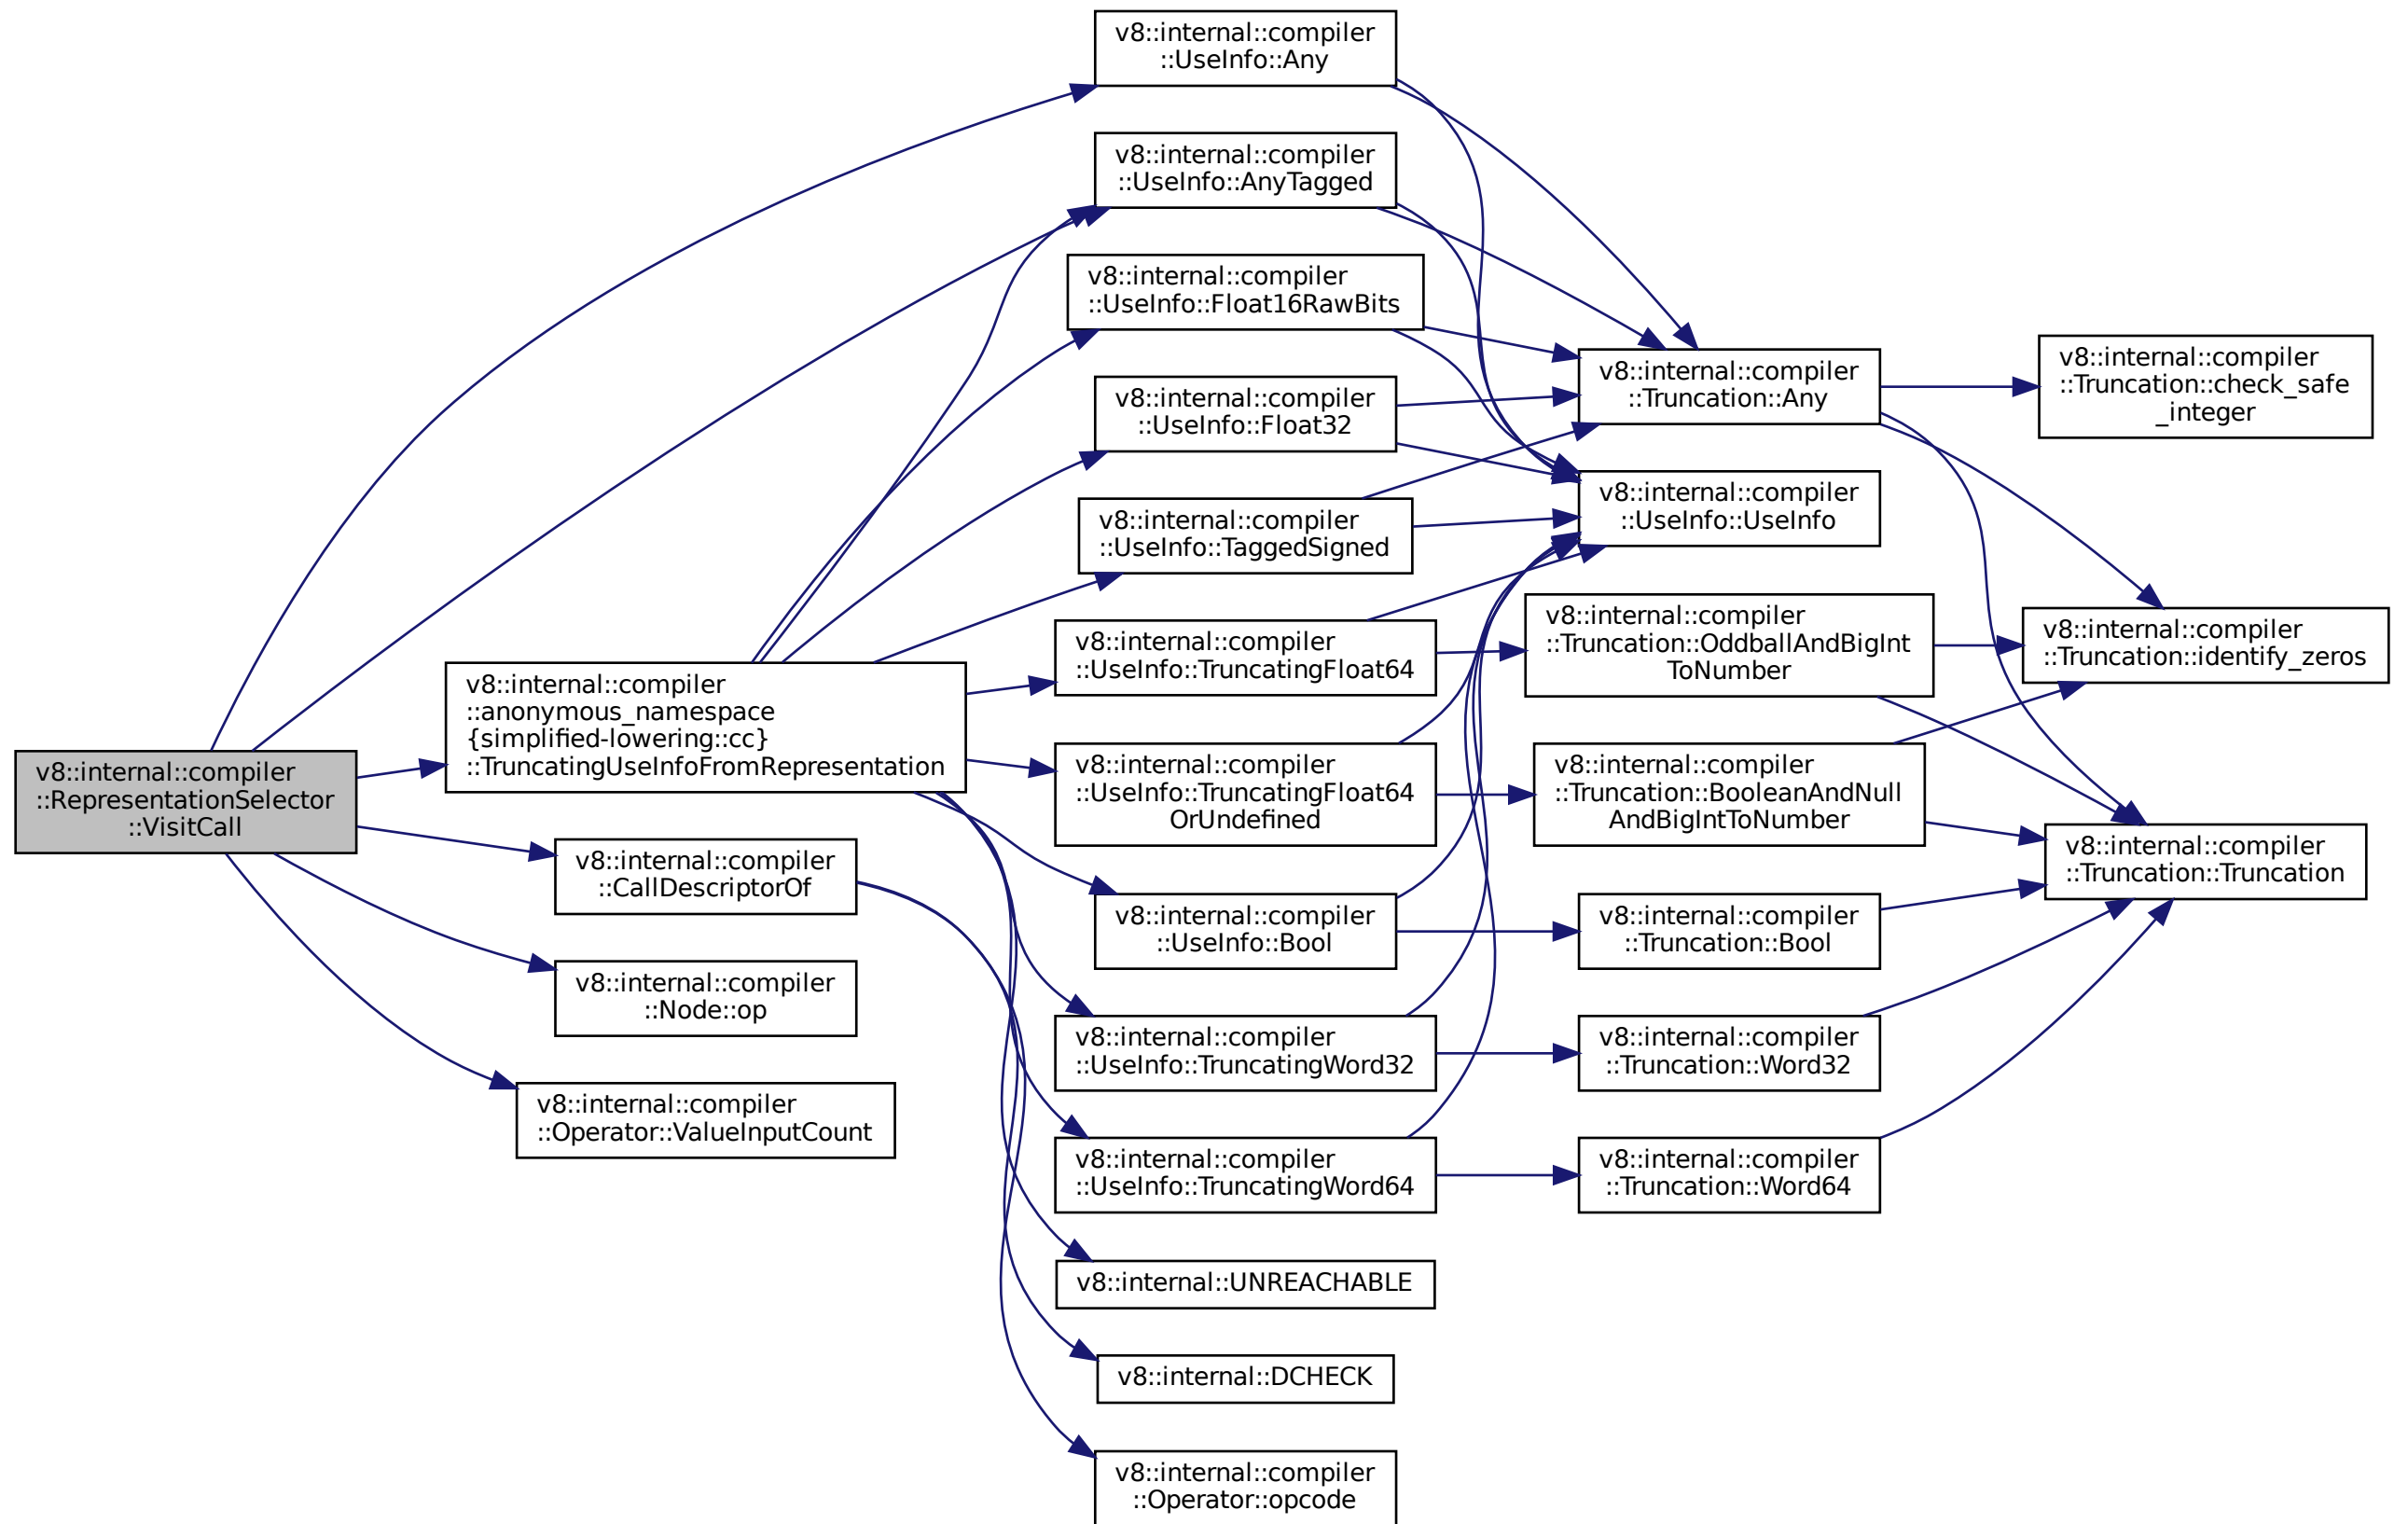 v8::internal::compiler
::RepresentationSelector
::VisitCall
v8::internal::compiler
::anonymous_namespace
{simplified-lowering::cc}
::TruncatingUseInfoFromRepresentation
v8::internal::compiler
::CallDescriptorOf
v8::internal::compiler
::Node::op
v8::internal::compiler
::Operator::ValueInputCount
v8::internal::compiler
::UseInfo::Any
v8::internal::compiler
::UseInfo::AnyTagged
v8::internal::compiler
::UseInfo::Float16RawBits
v8::internal::compiler
::UseInfo::Float32
v8::internal::compiler
::UseInfo::TaggedSigned
v8::internal::compiler
::UseInfo::TruncatingFloat64
v8::internal::compiler
::UseInfo::TruncatingFloat64
OrUndefined
v8::internal::compiler
::UseInfo::Bool
v8::internal::compiler
::UseInfo::TruncatingWord32
v8::internal::compiler
::UseInfo::TruncatingWord64
v8::internal::UNREACHABLE
v8::internal::DCHECK
v8::internal::compiler
::Operator::opcode
v8::internal::compiler
::Truncation::Any
v8::internal::compiler
::UseInfo::UseInfo
v8::internal::compiler
::Truncation::OddballAndBigInt
ToNumber
v8::internal::compiler
::Truncation::BooleanAndNull
AndBigIntToNumber
v8::internal::compiler
::Truncation::Bool
v8::internal::compiler
::Truncation::Word32
v8::internal::compiler
::Truncation::Word64
v8::internal::compiler
::Truncation::check_safe
_integer
v8::internal::compiler
::Truncation::identify_zeros
v8::internal::compiler
::Truncation::Truncation